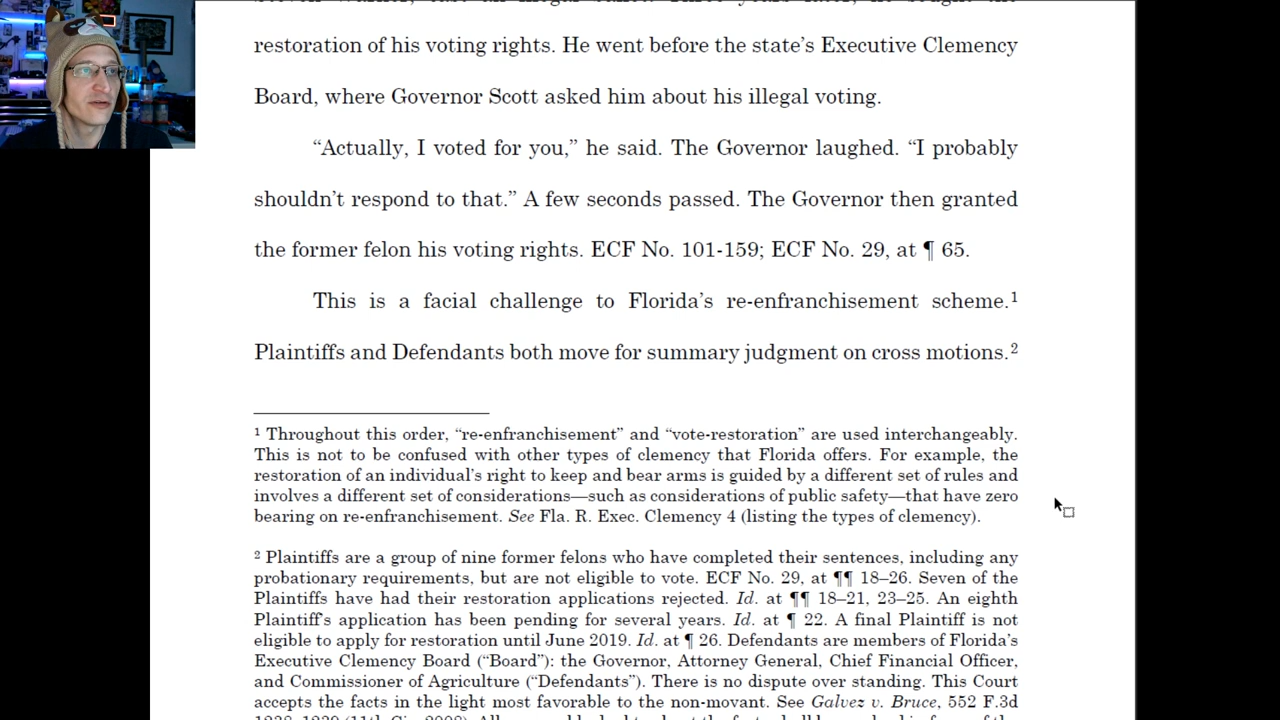 restoration of his voting rights. He went before the state's Executive Clemency
Board, where Governor Scott asked him about his illegal voting.
“Actually, I voted for you,” he said. The Governor laughed. “I probably
shouldn't respond to that.” A few seconds passed. The Governor then granted
the former felon his voting rights. ECF No. 101-159; ECF No. 29, at ¶ 65.
This is a facial challenge to Florida's re-enfranchisement scheme.¹
Plaintiffs and Defendants both move for summary judgment on cross motions.²
¹ Throughout this order, “re-enfranchisement” and “vote-restoration” are used interchangeably.
This is not to be confused with other types of clemency that Florida offers. For example, the
restoration of an individual's right to keep and bear arms is guided by a different set of rules and
involves a different set of considerations—such as considerations of public safety—that have zero
bearing on re-enfranchisement. See Fla. R. Exec. Clemency 4 (listing the types of clemency).
² Plaintiffs are a group of nine former felons who have completed their sentences, including any
probationary requirements, but are not eligible to vote. ECF No. 29, at ¶¶ 18–26. Seven of the
Plaintiffs have had their restoration applications rejected. Id. at ¶¶ 18–21, 23–25. An eighth
Plaintiff's application has been pending for several years. Id. at ¶ 22. A final Plaintiff is not
eligible to apply for restoration until June 2019. Id. at ¶ 26. Defendants are members of Florida's
Executive Clemency Board (“Board”): the Governor, Attorney General, Chief Financial Officer,
and Commissioner of Agriculture (“Defendants”). There is no dispute over standing. This Court
accepts the facts in the light most favorable to the non-movant. See Galvez v. Bruce, 552 F.3d